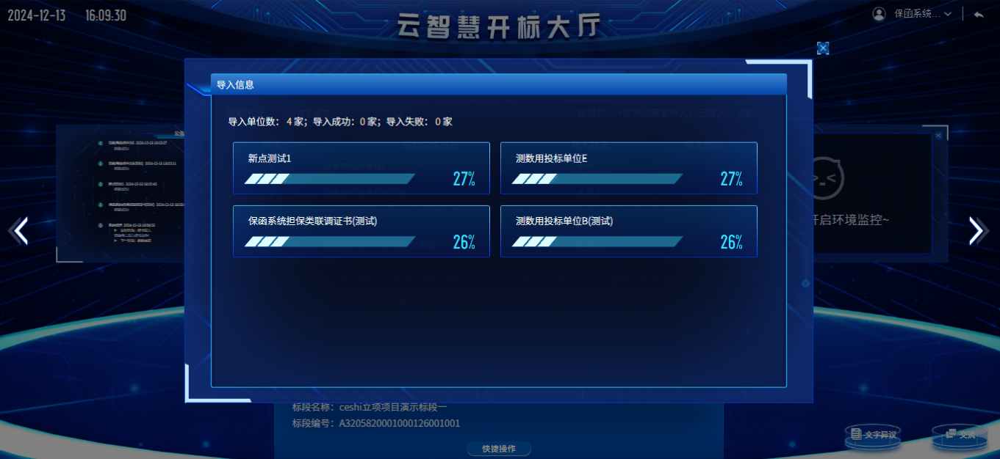 2024-12-13 16:09:30
云智慧开标大厅
保函系统...
导入信息
导入单位数： 4 家；导入成功：0 家；导入失败： 0 家
新点测试1
27%
测数用投标单位E
27%
保函系统担保类联调证书(测试)
26%
测数用投标单位B(测试)
26%
开启环境监控~
标段名称：ceshi立项项目演示标段一
标段编号：A3205820001000126001001
快捷操作
文字异议
交流